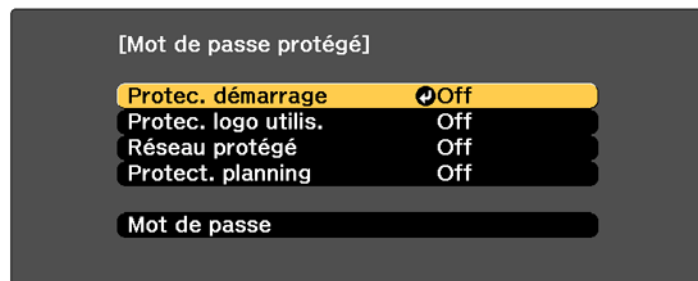 [Mot de passe protégé]
Protec. démarrage Off
Protec. logo utilis. Off
Réseau protégé Off
Protect. planning Off
Mot de passe